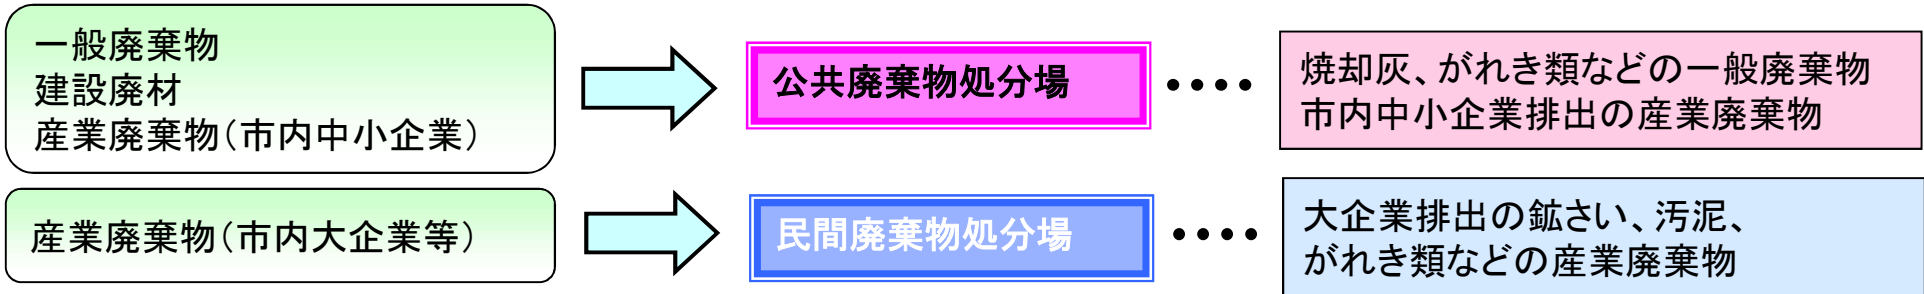 一般廃棄物
建設廃材
産業廃棄物(市内中小企業)
公共廃棄物処分場
焼却灰、がれき類などの一般廃棄物
市内中小企業排出の産業廃棄物
産業廃棄物(市内大企業等)
民間廃棄物処分場
大企業排出の鉱さい、汚泥、
がれき類などの産業廃棄物